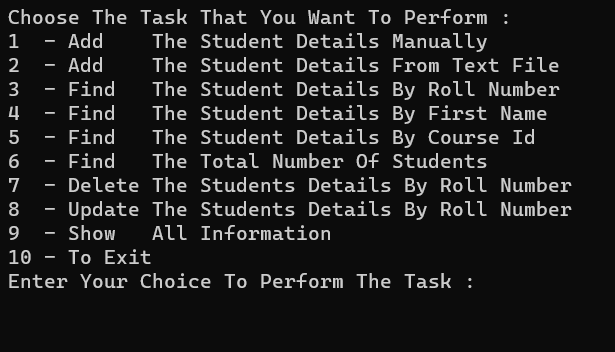 Choose The Task That You Want To Perform :
1  - Add    The Student Details Manually
2  - Add    The Student Details From Text File
3  - Find   The Student Details By Roll Number
4  - Find   The Student Details By First Name
5  - Find   The Student Details By Course Id
6  - Find   The Total Number Of Students
7  - Delete The Students Details By Roll Number
8  - Update The Students Details By Roll Number
9  - Show   All Information
10 - To Exit
Enter Your Choice To Perform The Task :